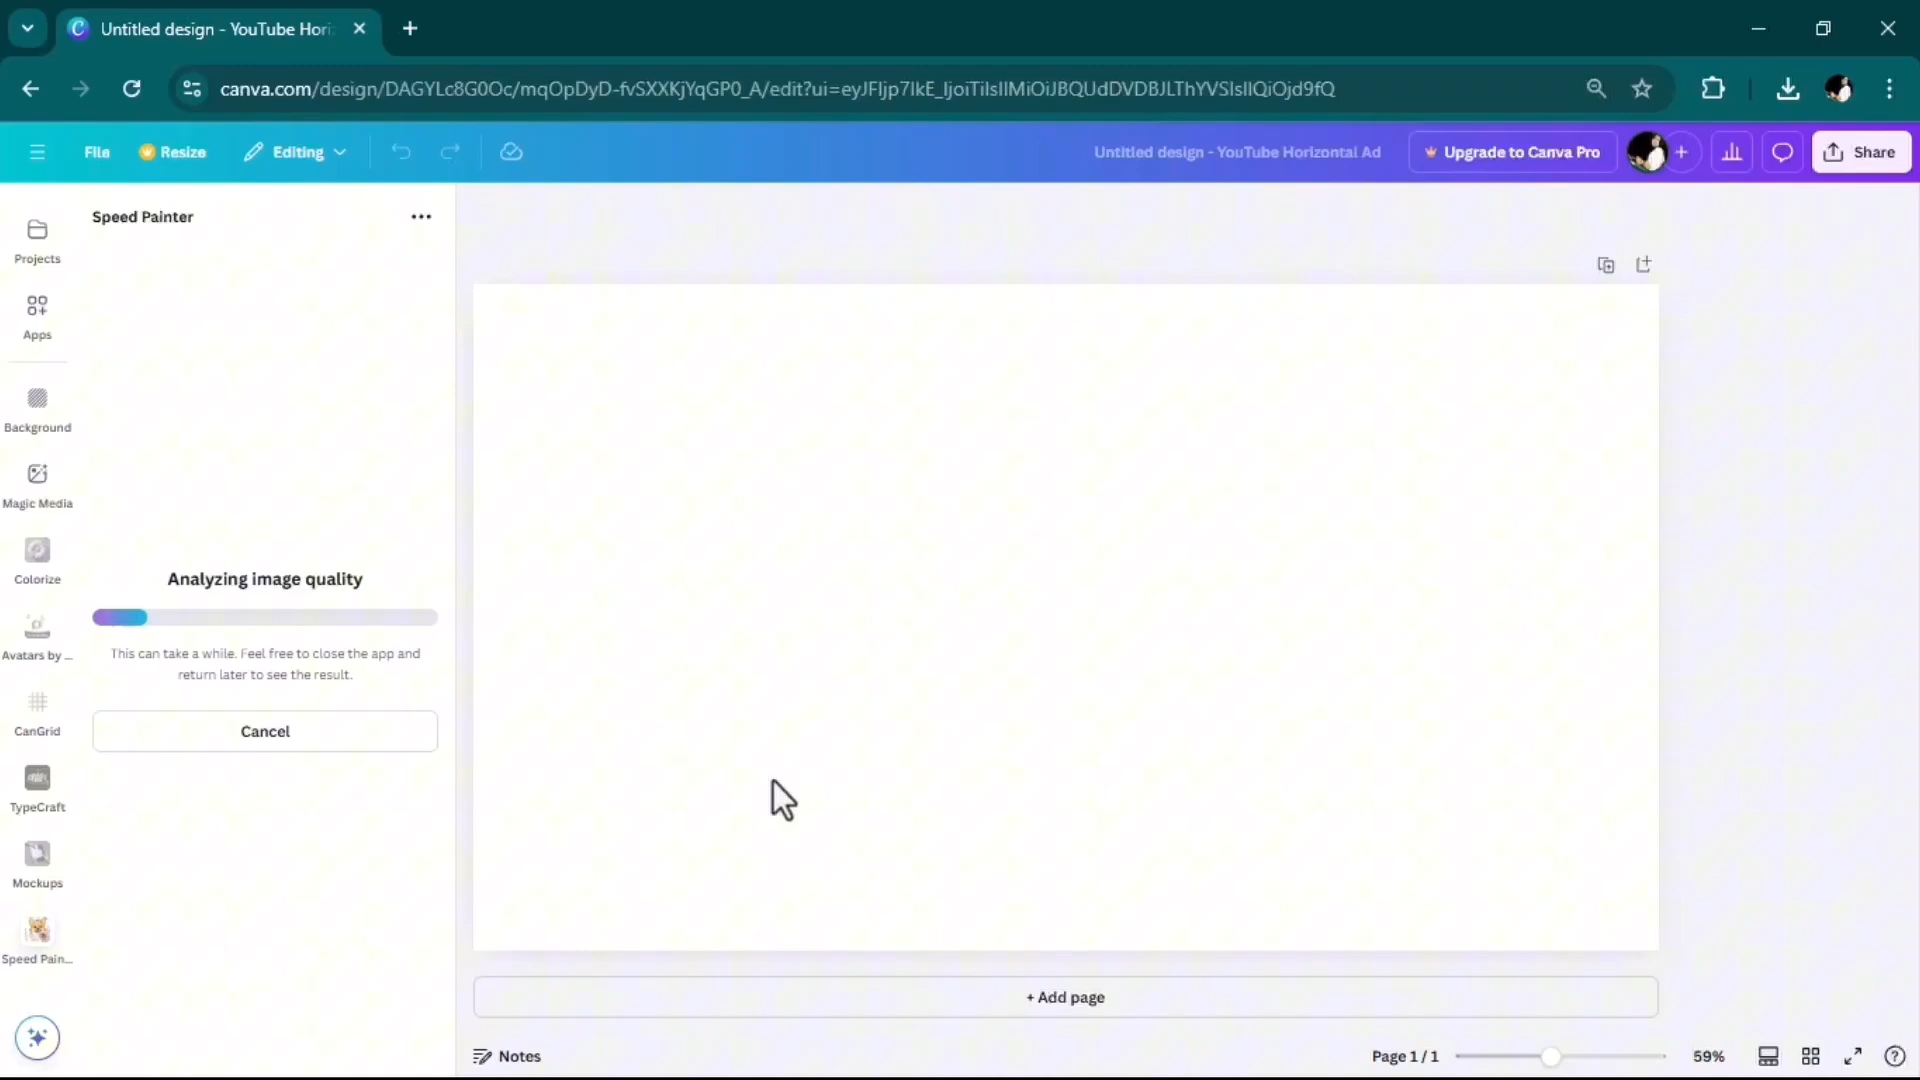 Untitled design - YouTube Hori
canva.com/design/DAGYLc8G0Oc/mqOpDyD-fvSXXKjYqGP0_A/edit?ui=eyJFIjp7IkE_IjoiTiIsIlMiOiJBQUdDVDBJLThYVSIsIlQiOjd9fQ
File
Resize
Editing
Untitled design - YouTube Horizontal Ad
Upgrade to Canva Pro
Share
Speed Painter
Projects
Apps
Background
Magic Media
Colorize
Avatars by ...
CanGrid
TypeCraft
Mockups
Speed Pain...
Analyzing image quality
This can take a while. Feel free to close the app and
return later to see the result.
Cancel
+ Add page
Notes
Page 1 / 1
59%